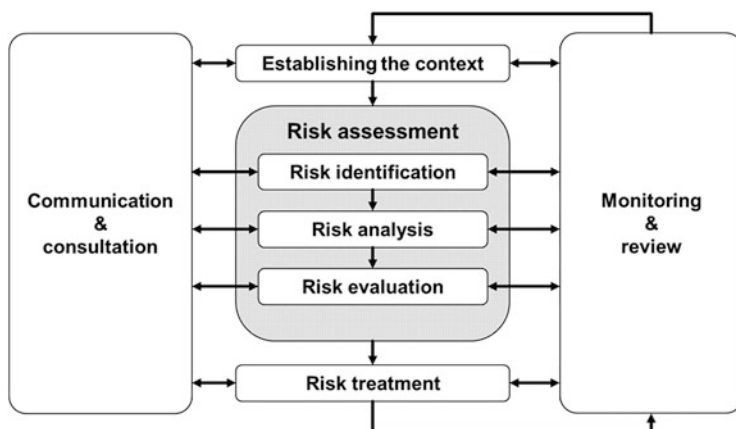 Establishing the context
Risk assessment
Risk identification
Communication
&
consultation
Risk analysis
Monitoring
&
review
Risk evaluation
Risk treatment